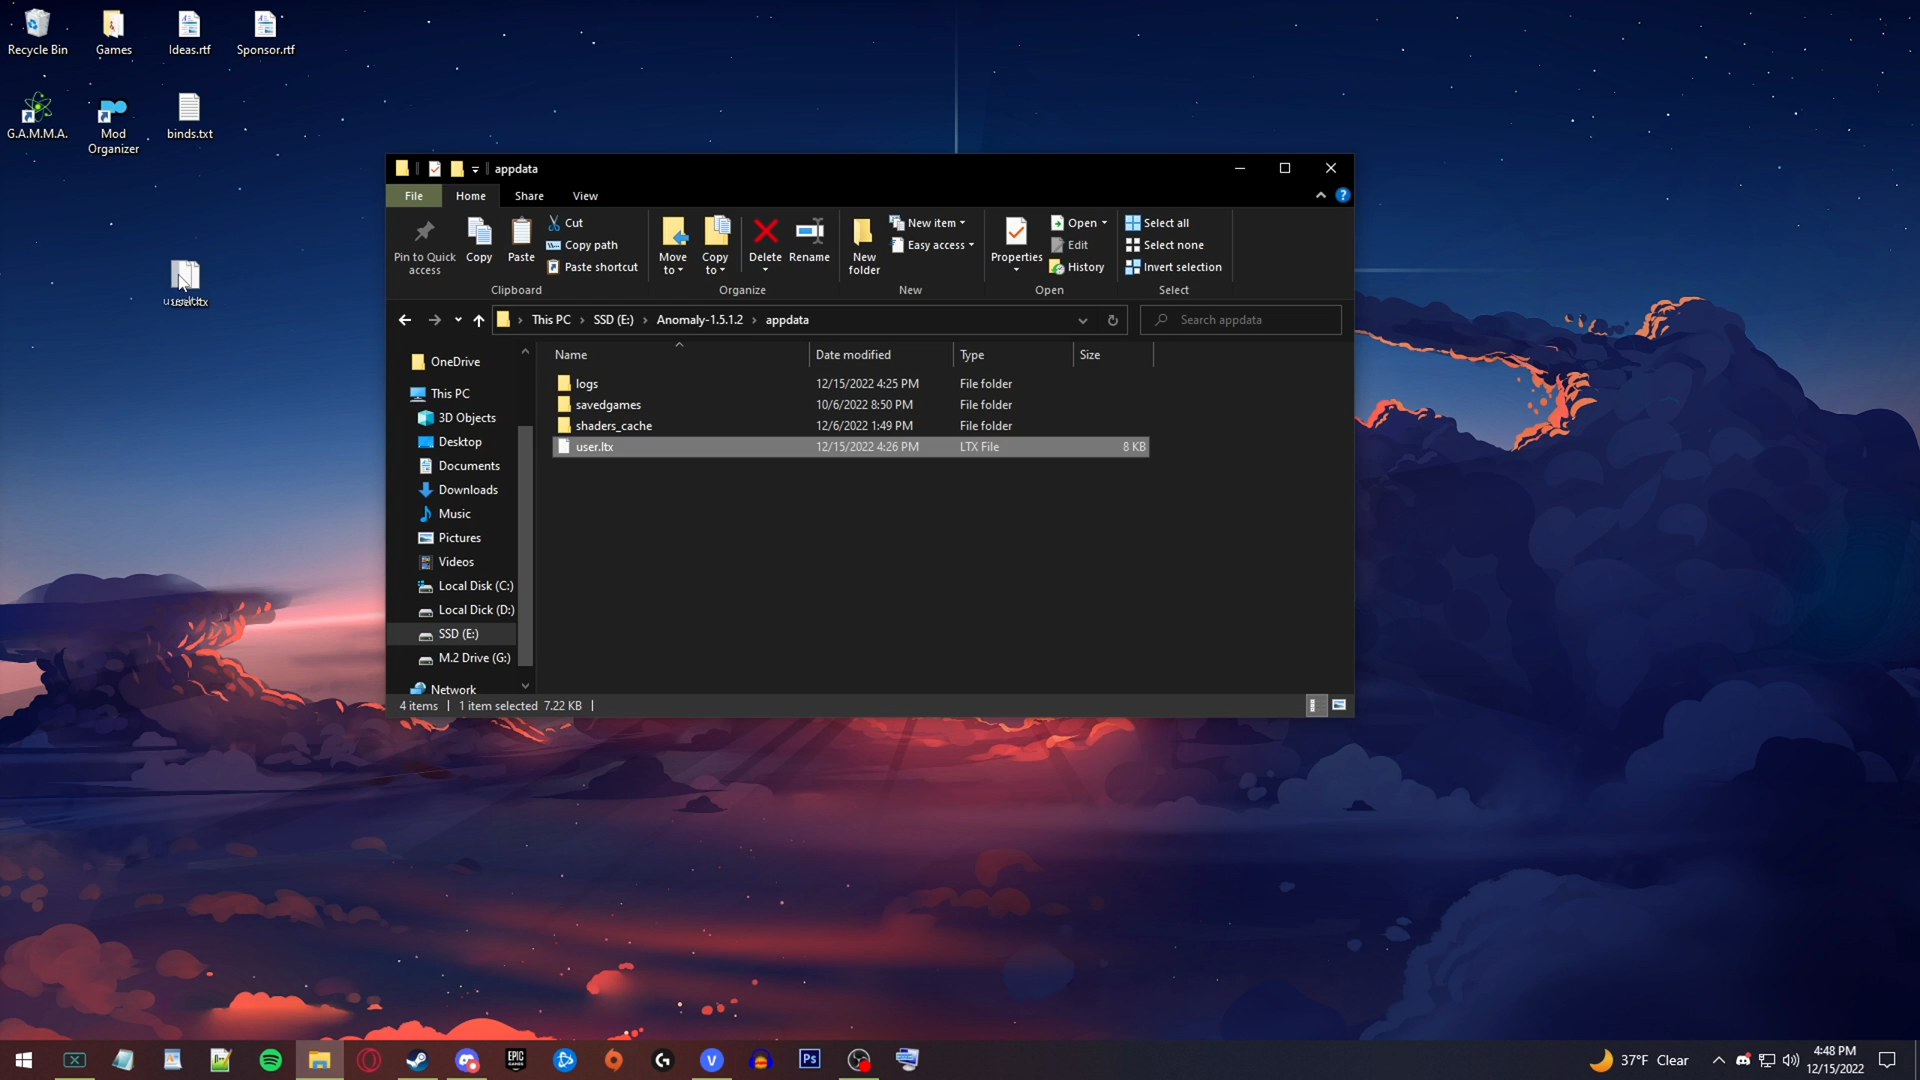 Recycle Bin
Games
Ideas.rtf
Sponsor.rtf
G.A.M.M.A.
Mod
Organizer
binds.txt
appdata
File
Home
Share
View
Pin to Quick
access
Copy
Paste
Cut
Copy path
Paste shortcut
Clipboard
Move
to
Copy
to
Delete
Rename
Organize
New
folder
New item
Easy access
New
Properties
Open
Edit
History
Open
Select all
Select none
Invert selection
Select
This PC
SSD (E:)
Anomaly-1.5.1.2
appdata
Search appdata
Name
Date modified
Type
Size
logs 12/15/2022 4:25 PM File folder
savedgames 10/6/2022 8:50 PM File folder
shaders_cache 12/6/2022 1:49 PM File folder
user.ltx 12/15/2022 4:26 PM LTX File 8 KB
OneDrive
This PC
3D Objects
Desktop
Documents
Downloads
Music
Pictures
Videos
Local Disk (C:)
Local Dick (D:)
SSD (E:)
M.2 Drive (G:)
Network
4 items
1 item selected 7.22 KB
EPIC
GAMES
V
Ps
37°F Clear
4:48 PM
12/15/2022